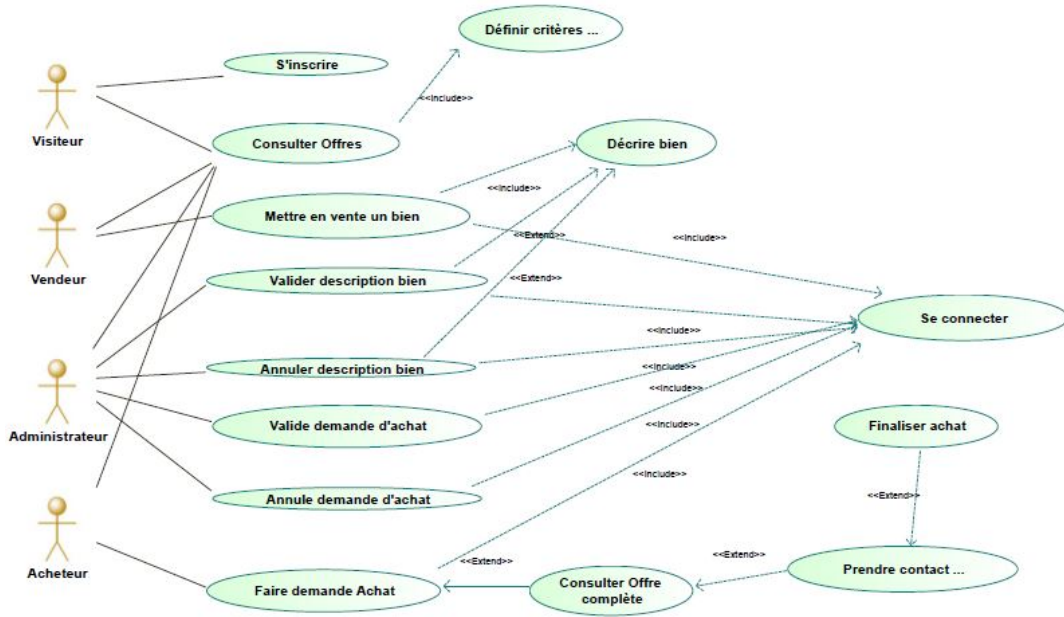 Définir critères ...
S'inscrire
<<Include>>
Visiteur
Consulter Offres
Décrire bien
<<Include>>
Mettre en vente un bien
<<Extend>>
<<Include>>
Vendeur
Valider description bien
<<Extend>>
Se connecter
<<Include>>
Annuler description bien
<<Include>>
<<Include>>
Administrateur
Valide demande d'achat
<<Include>>
Finaliser achat
<<Include>>
Annule demande d'achat
<<Extend>>
Acheteur
<<Extend>>
<<Extend>>
Faire demande Achat
Consulter Offre
complète
Prendre contact ...